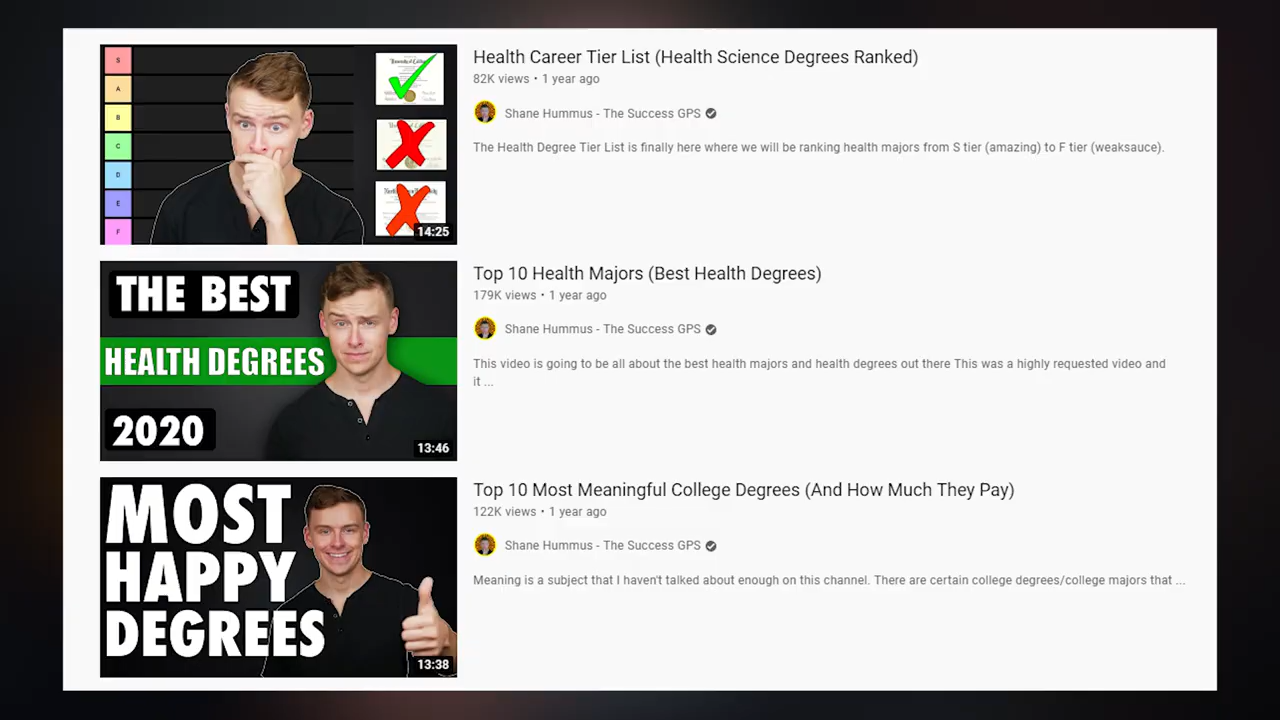 S
A
B
C
D
E
F
14:25
Health Career Tier List (Health Science Degrees Ranked)
82K views • 1 year ago
Shane Hummus - The Success GPS
The Health Degree Tier List is finally here where we will be ranking health majors from S tier (amazing) to F tier (weaksauce).
THE BEST
HEALTH DEGREES
2020
13:46
Top 10 Health Majors (Best Health Degrees)
179K views • 1 year ago
Shane Hummus - The Success GPS
This video is going to be all about the best health majors and health degrees out there This was a highly requested video and
it ...
MOST
HAPPY
DEGREES
13:38
Top 10 Most Meaningful College Degrees (And How Much They Pay)
122K views • 1 year ago
Shane Hummus - The Success GPS
Meaning is a subject that I haven't talked about enough on this channel. There are certain college degrees/college majors that ...